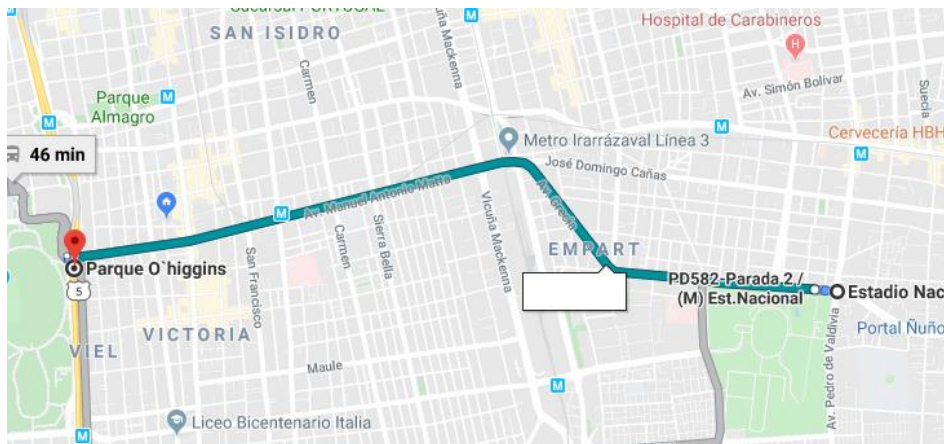 Sucursal PORTUGAL
SAN ISIDRO
Hospital de Carabineros
H
M
Av. Simón Bolívar
Suecia
Parque
Almagro
M
M
Carmen
Vicuña Mackenna
M
Cervecería HBH
M
46 min
Metro Irarrázaval Línea 3
José Domingo Cañas
Av. Manuel Antonio Matta
M
Av. Grecia
Vicuña Mackenna
Sierra Bella
Carmen
San Francisco
EMPART
Parque O`higgins
5
PD582-Parada 2 /
(M) Est.Nacional
Estadio Nac
VICTORIA
VIEL
Portal Ñuño
Av. Pedro de Valdivia
Maule
M
Liceo Bicentenario Italia
M